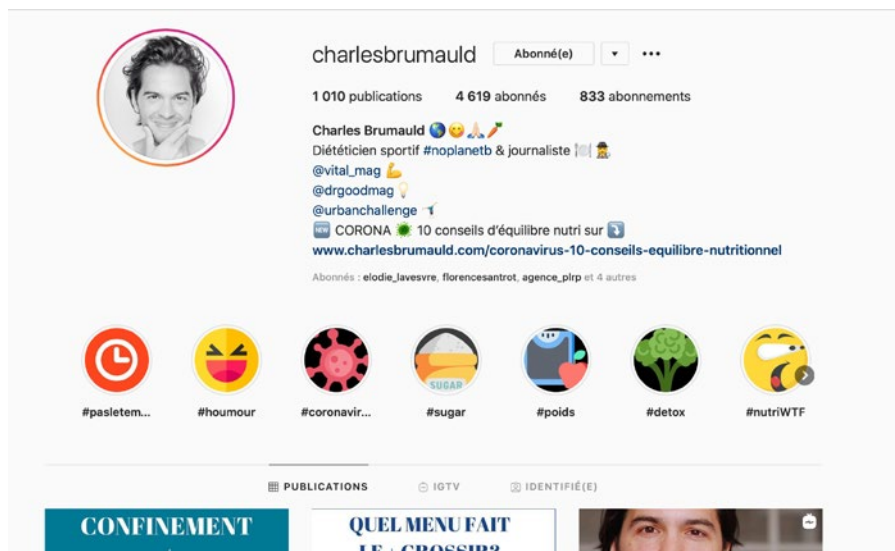 charlesbrumauld Abonné(e)
1 010 publications 4 619 abonnés 833 abonnements
Charles Brumauld 🌎😋🙏🏻🥕
Diététicien sportif #noplanetb & journaliste 🍽️🕵️
@vital_mag 💪
@drgoodmag 💡
@urbanchallenge 🤸
🆕 CORONA 10 conseils d'équilibre nutri sur ⤵️
www.charlesbrumauld.com/coronavirus-10-conseils-equilibre-nutritionnel
Abonnés : elodie_lavesvre, florencesantrot, agence_plrp et 4 autres
SUGAR
#pasletem... #houmour #coronavir... #sugar #poids #detox #nutriWTF
PUBLICATIONS IGTV IDENTIFIÉ(E)
CONFINEMENT
QUEL MENU FAIT
LE + GROSSIR?